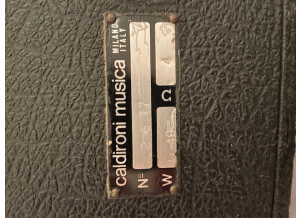 caldironi musica
MILANO
ITALY
N°
W
Ω